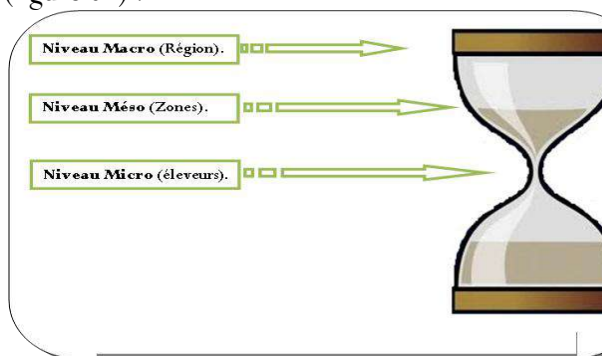 Niveau Macro (Région).
Niveau Méso (Zones).
Niveau Micro (éleveurs).